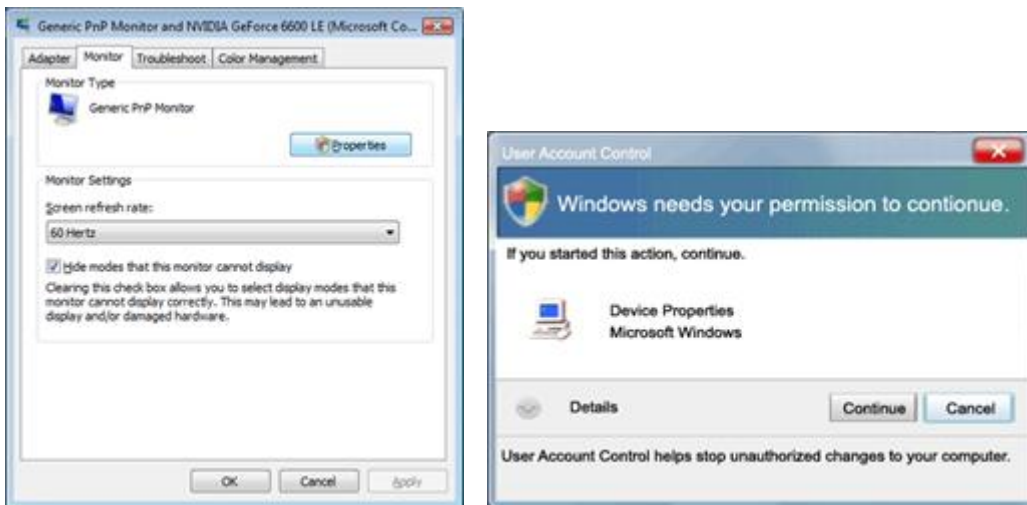 Generic PnP Monitor and NVIDIA GeForce 6600 LE (Microsoft Co...
Adapter Monitor Troubleshoot Color Management
Monitor Type
Generic PnP Monitor
Properties
Monitor Settings
Screen refresh rate:
60 Hertz
Hide modes that this monitor cannot display
Clearing this check box allows you to select display modes that this
monitor cannot display correctly. This may lead to an unusable
display and/or damaged hardware.
OK Cancel Apply
User Account Control
Windows needs your permission to contionue.
If you started this action, continue.
Device Properties
Microsoft Windows
Details Continue Cancel
User Account Control helps stop unauthorized changes to your computer.